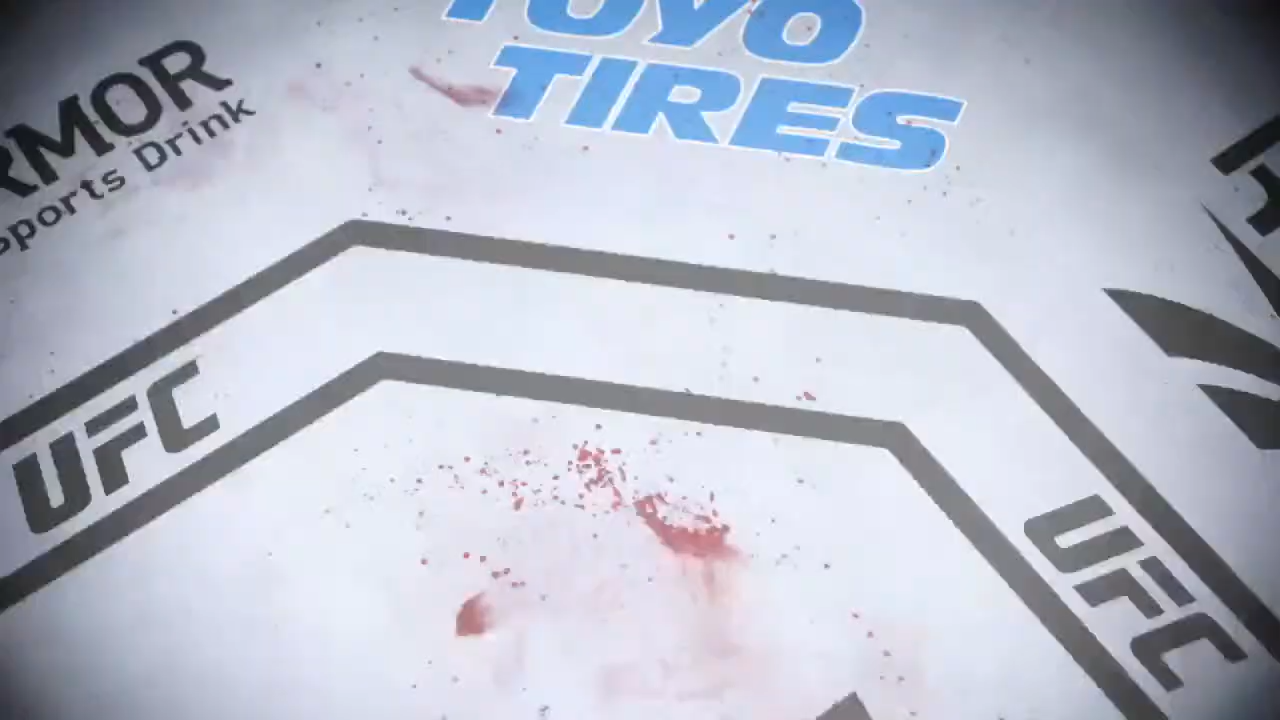 TOYO
TIRES
RMOR
Sports Drink
UFC
UFC